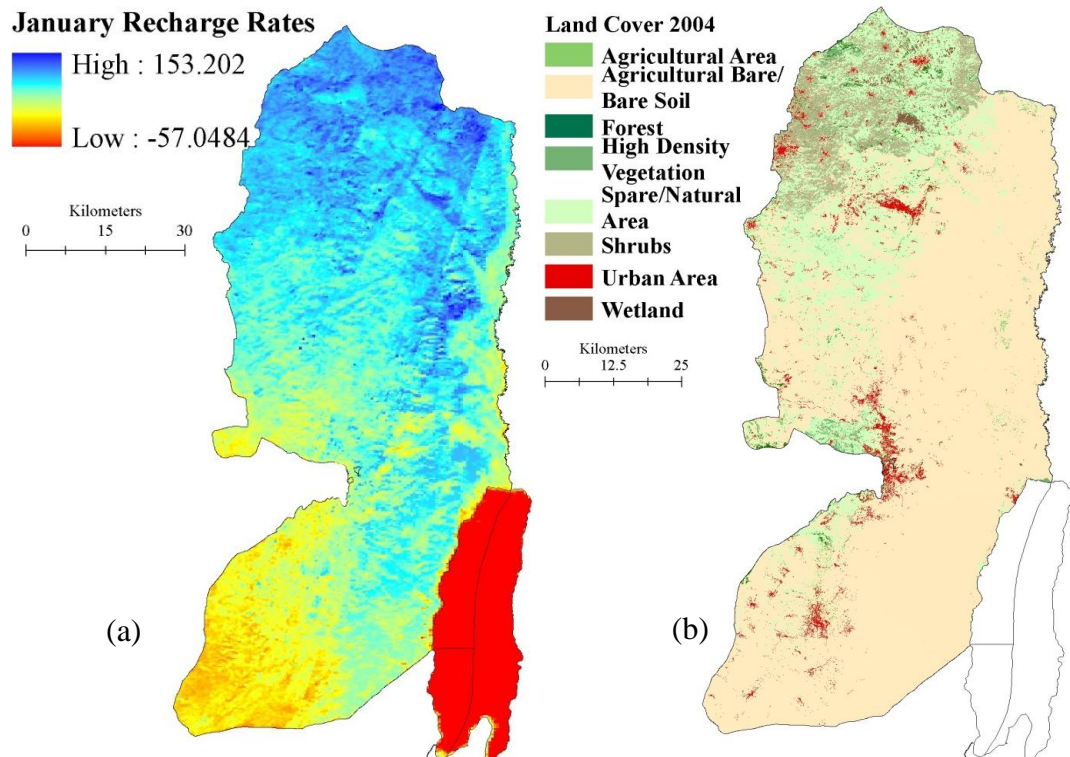 January Recharge Rates
High : 153.202
Low : -57.0484
Kilometers
0 15 30
(a)
Land Cover 2004
Agricultural Area
Agricultural Bare/
Bare Soil
Forest
High Density
Vegetation
Spare/Natural
Area
Shrubs
Urban Area
Wetland
Kilometers
0 12.5 25
(b)